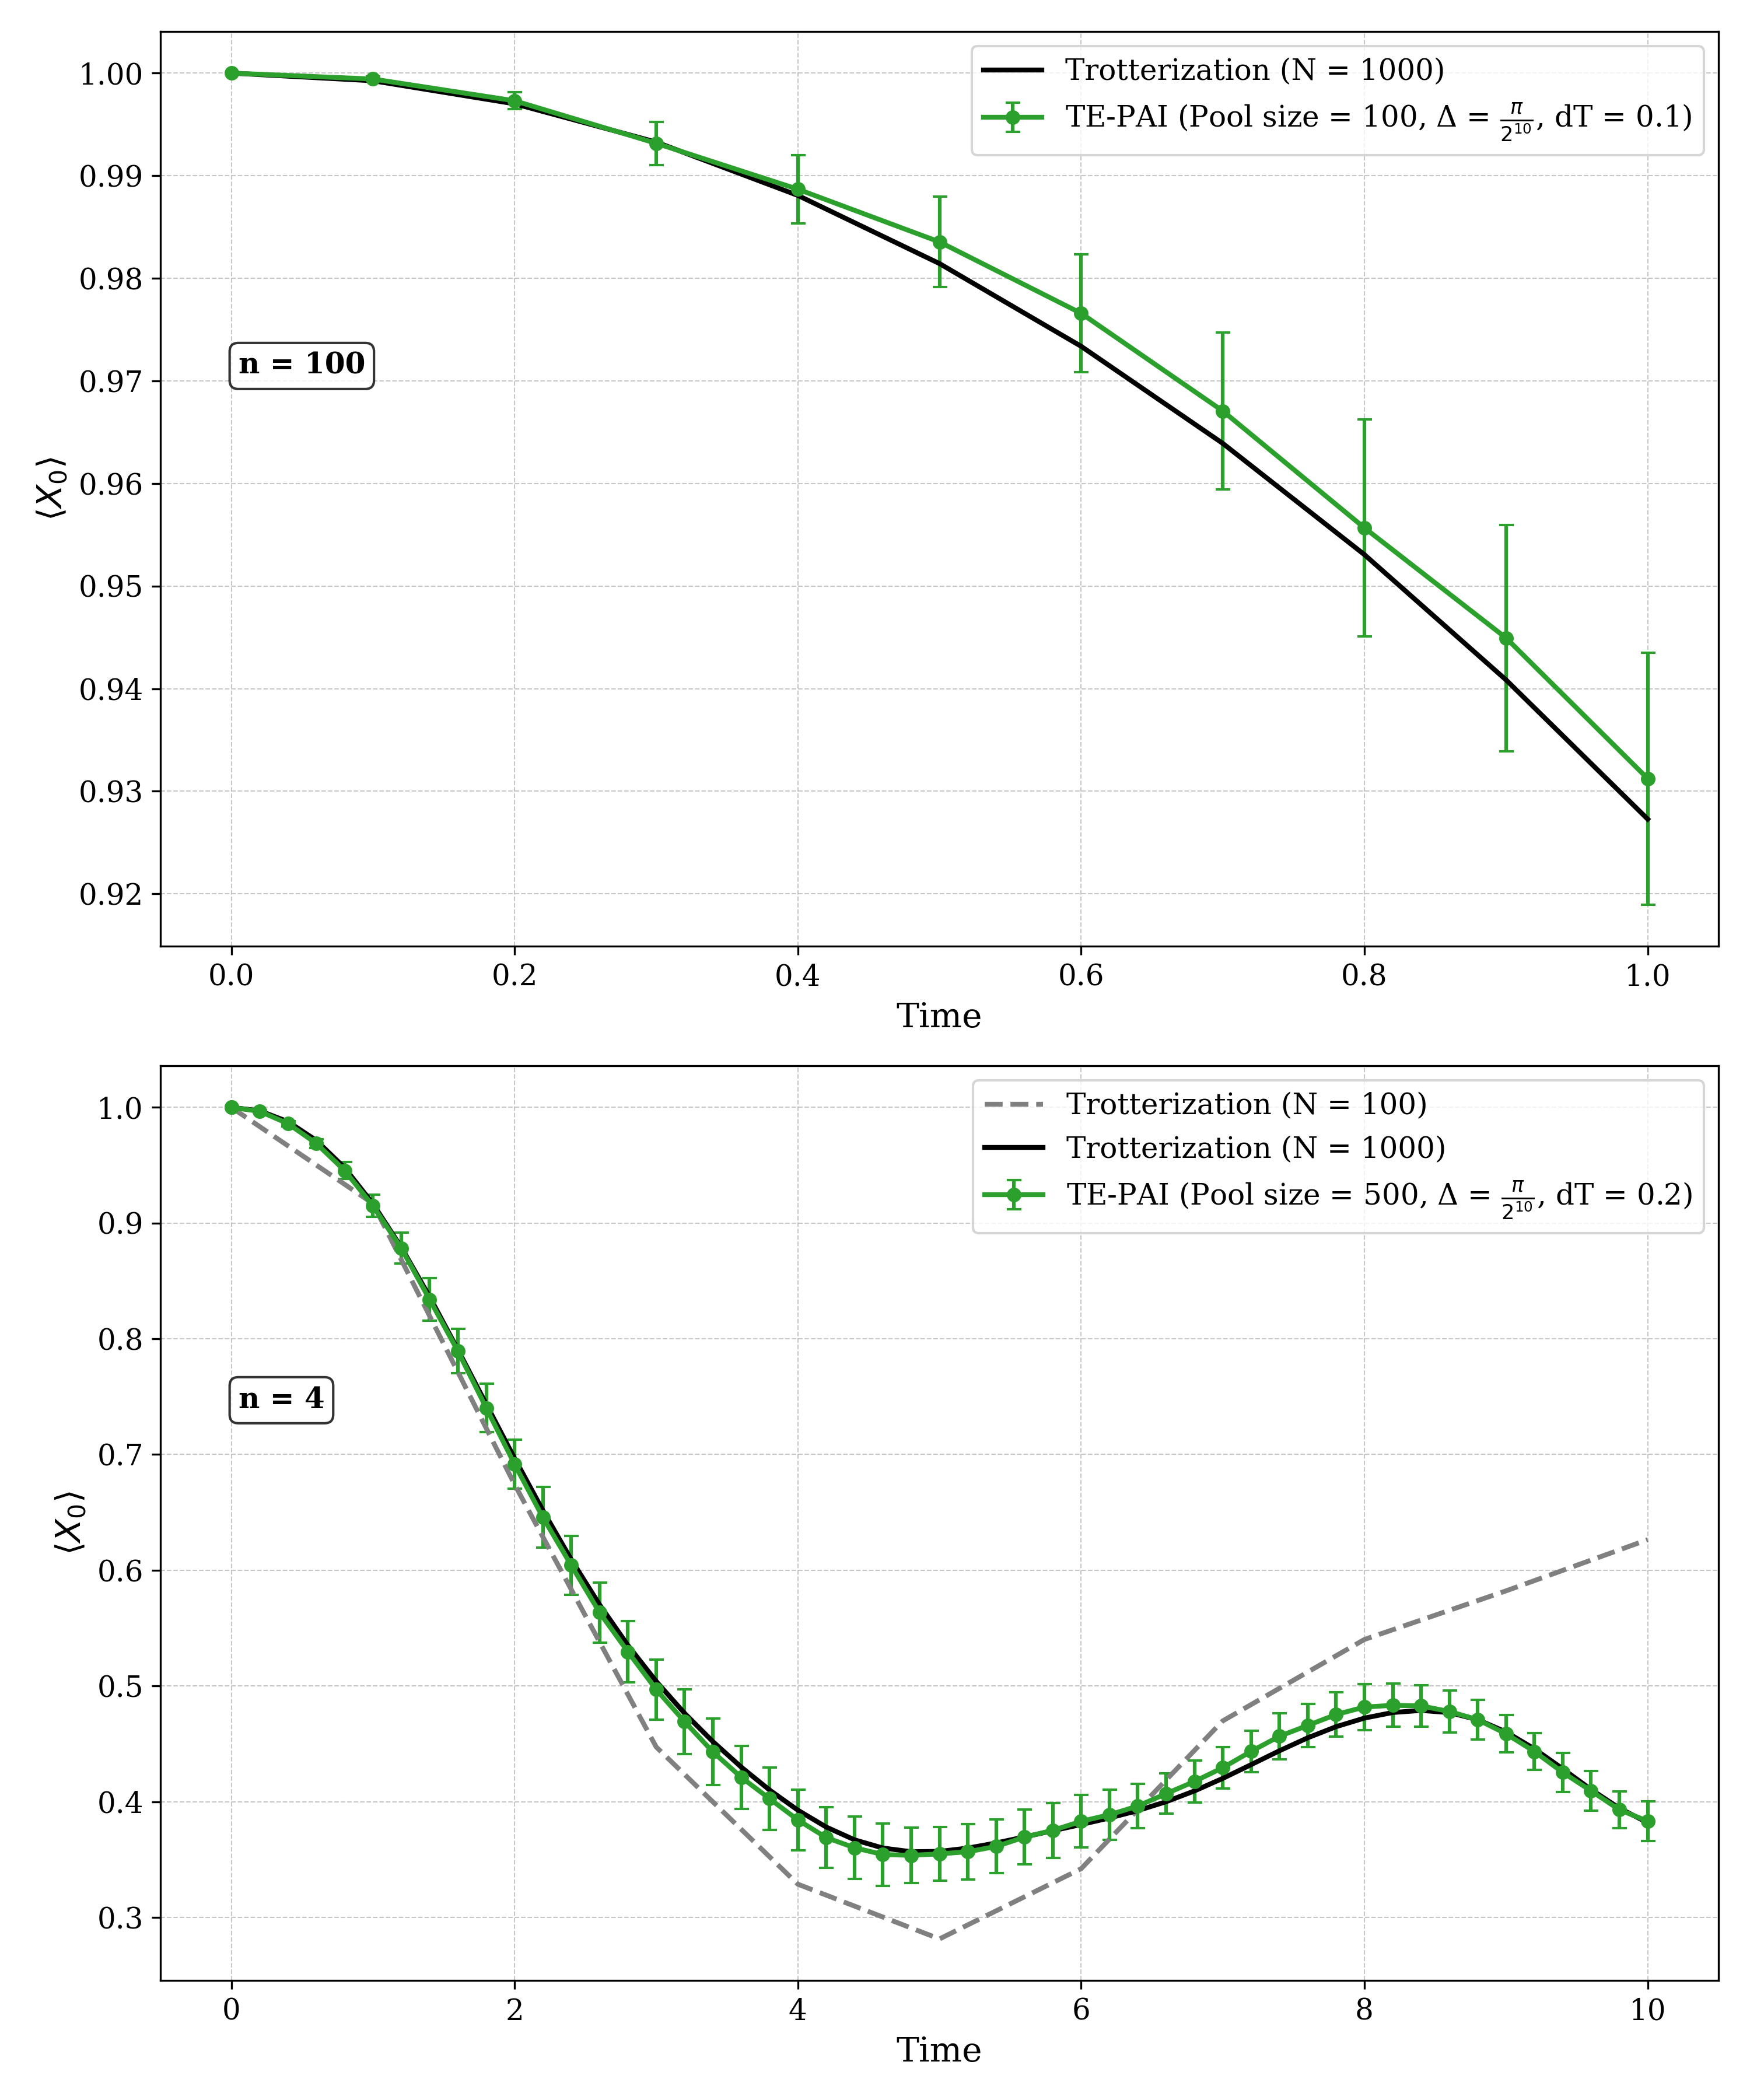 Trotterization (N = 1000)
TE-PAI (Pool size = 100, Δ = π/2¹⁰, dT = 0.1)
n = 100
⟨X₀⟩
1.00
0.99
0.98
0.97
0.96
0.95
0.94
0.93
0.92
0.0 0.2 0.4 0.6 0.8 1.0
Time
Trotterization (N = 100)
Trotterization (N = 1000)
TE-PAI (Pool size = 500, Δ = π/2¹⁰, dT = 0.2)
n = 4
⟨X₀⟩
1.0
0.9
0.8
0.7
0.6
0.5
0.4
0.3
0 2 4 6 8 10
Time